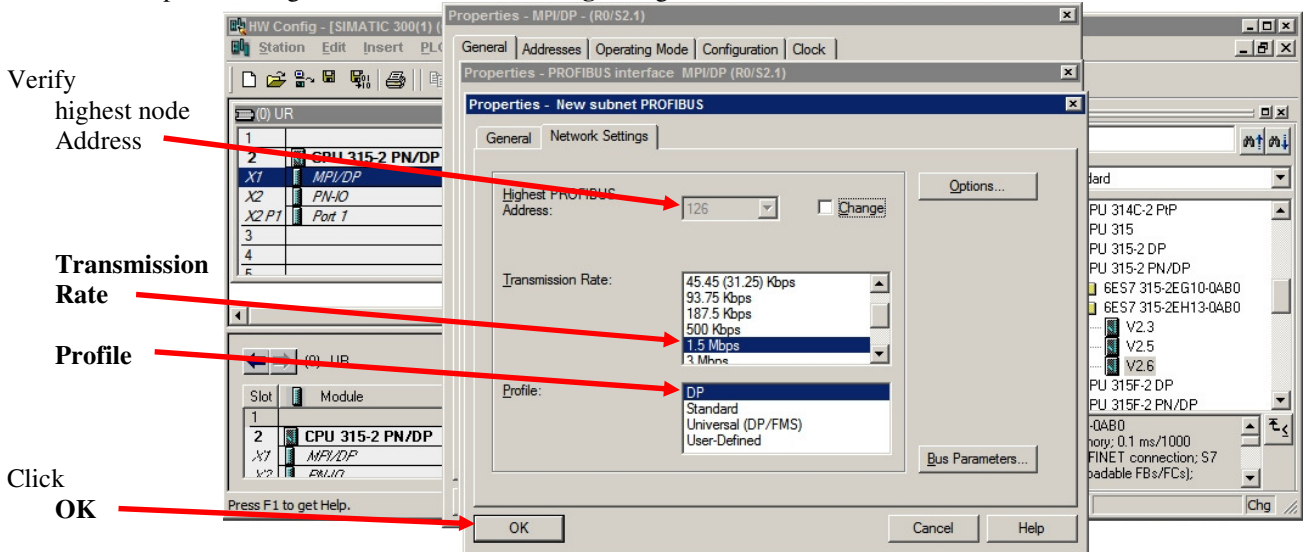 HW Config - [SIMATIC 300(1) (
Station Edit Insert PLC
Properties - MPI/DP - (R0/S2.1)
General Addresses Operating Mode Configuration Clock
Properties - PROFIBUS interface MPI/DP (R0/S2.1)
Properties - New subnet PROFIBUS
General Network Settings
Verify
highest node
Address
(0) UR
1
2 CPU 315-2 PN/DP
X1 MPI/DP
X2 PN-IO
X2 P1 Port 1
3
4
5
Highest PROFIBUS
Address:
126
Change
Options...
Transmission
Rate
Transmission Rate:
45.45 (31.25) Kbps
93.75 Kbps
187.5 Kbps
500 Kbps
1.5 Mbps
3 Mbps
Profile
(0) UR
Profile:
DP
Standard
Universal (DP/FMS)
User-Defined
Bus Parameters...
Slot Module
1
2 CPU 315-2 PN/DP
X1 MPI/DP
X2 PN-IO
Click
OK
Press F1 to get Help.
OK
Cancel
Help
dard
PU 314C-2 PtP
PU 315
PU 315-2 DP
PU 315-2 PN/DP
6ES7 315-2EG10-0AB0
6ES7 315-2EH13-0AB0
V2.3
V2.5
V2.6
PU 315F-2 DP
PU 315F-2 PN/DP
-0AB0
nory; 0.1 ms/1000
FINET connection; S7
oadable FBs/FCs);
Chg